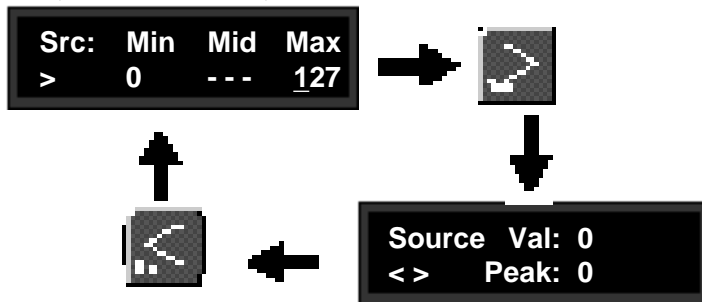 Src: Min Mid Max
> 0 --- 127
Source Val: 0
< > Peak: 0